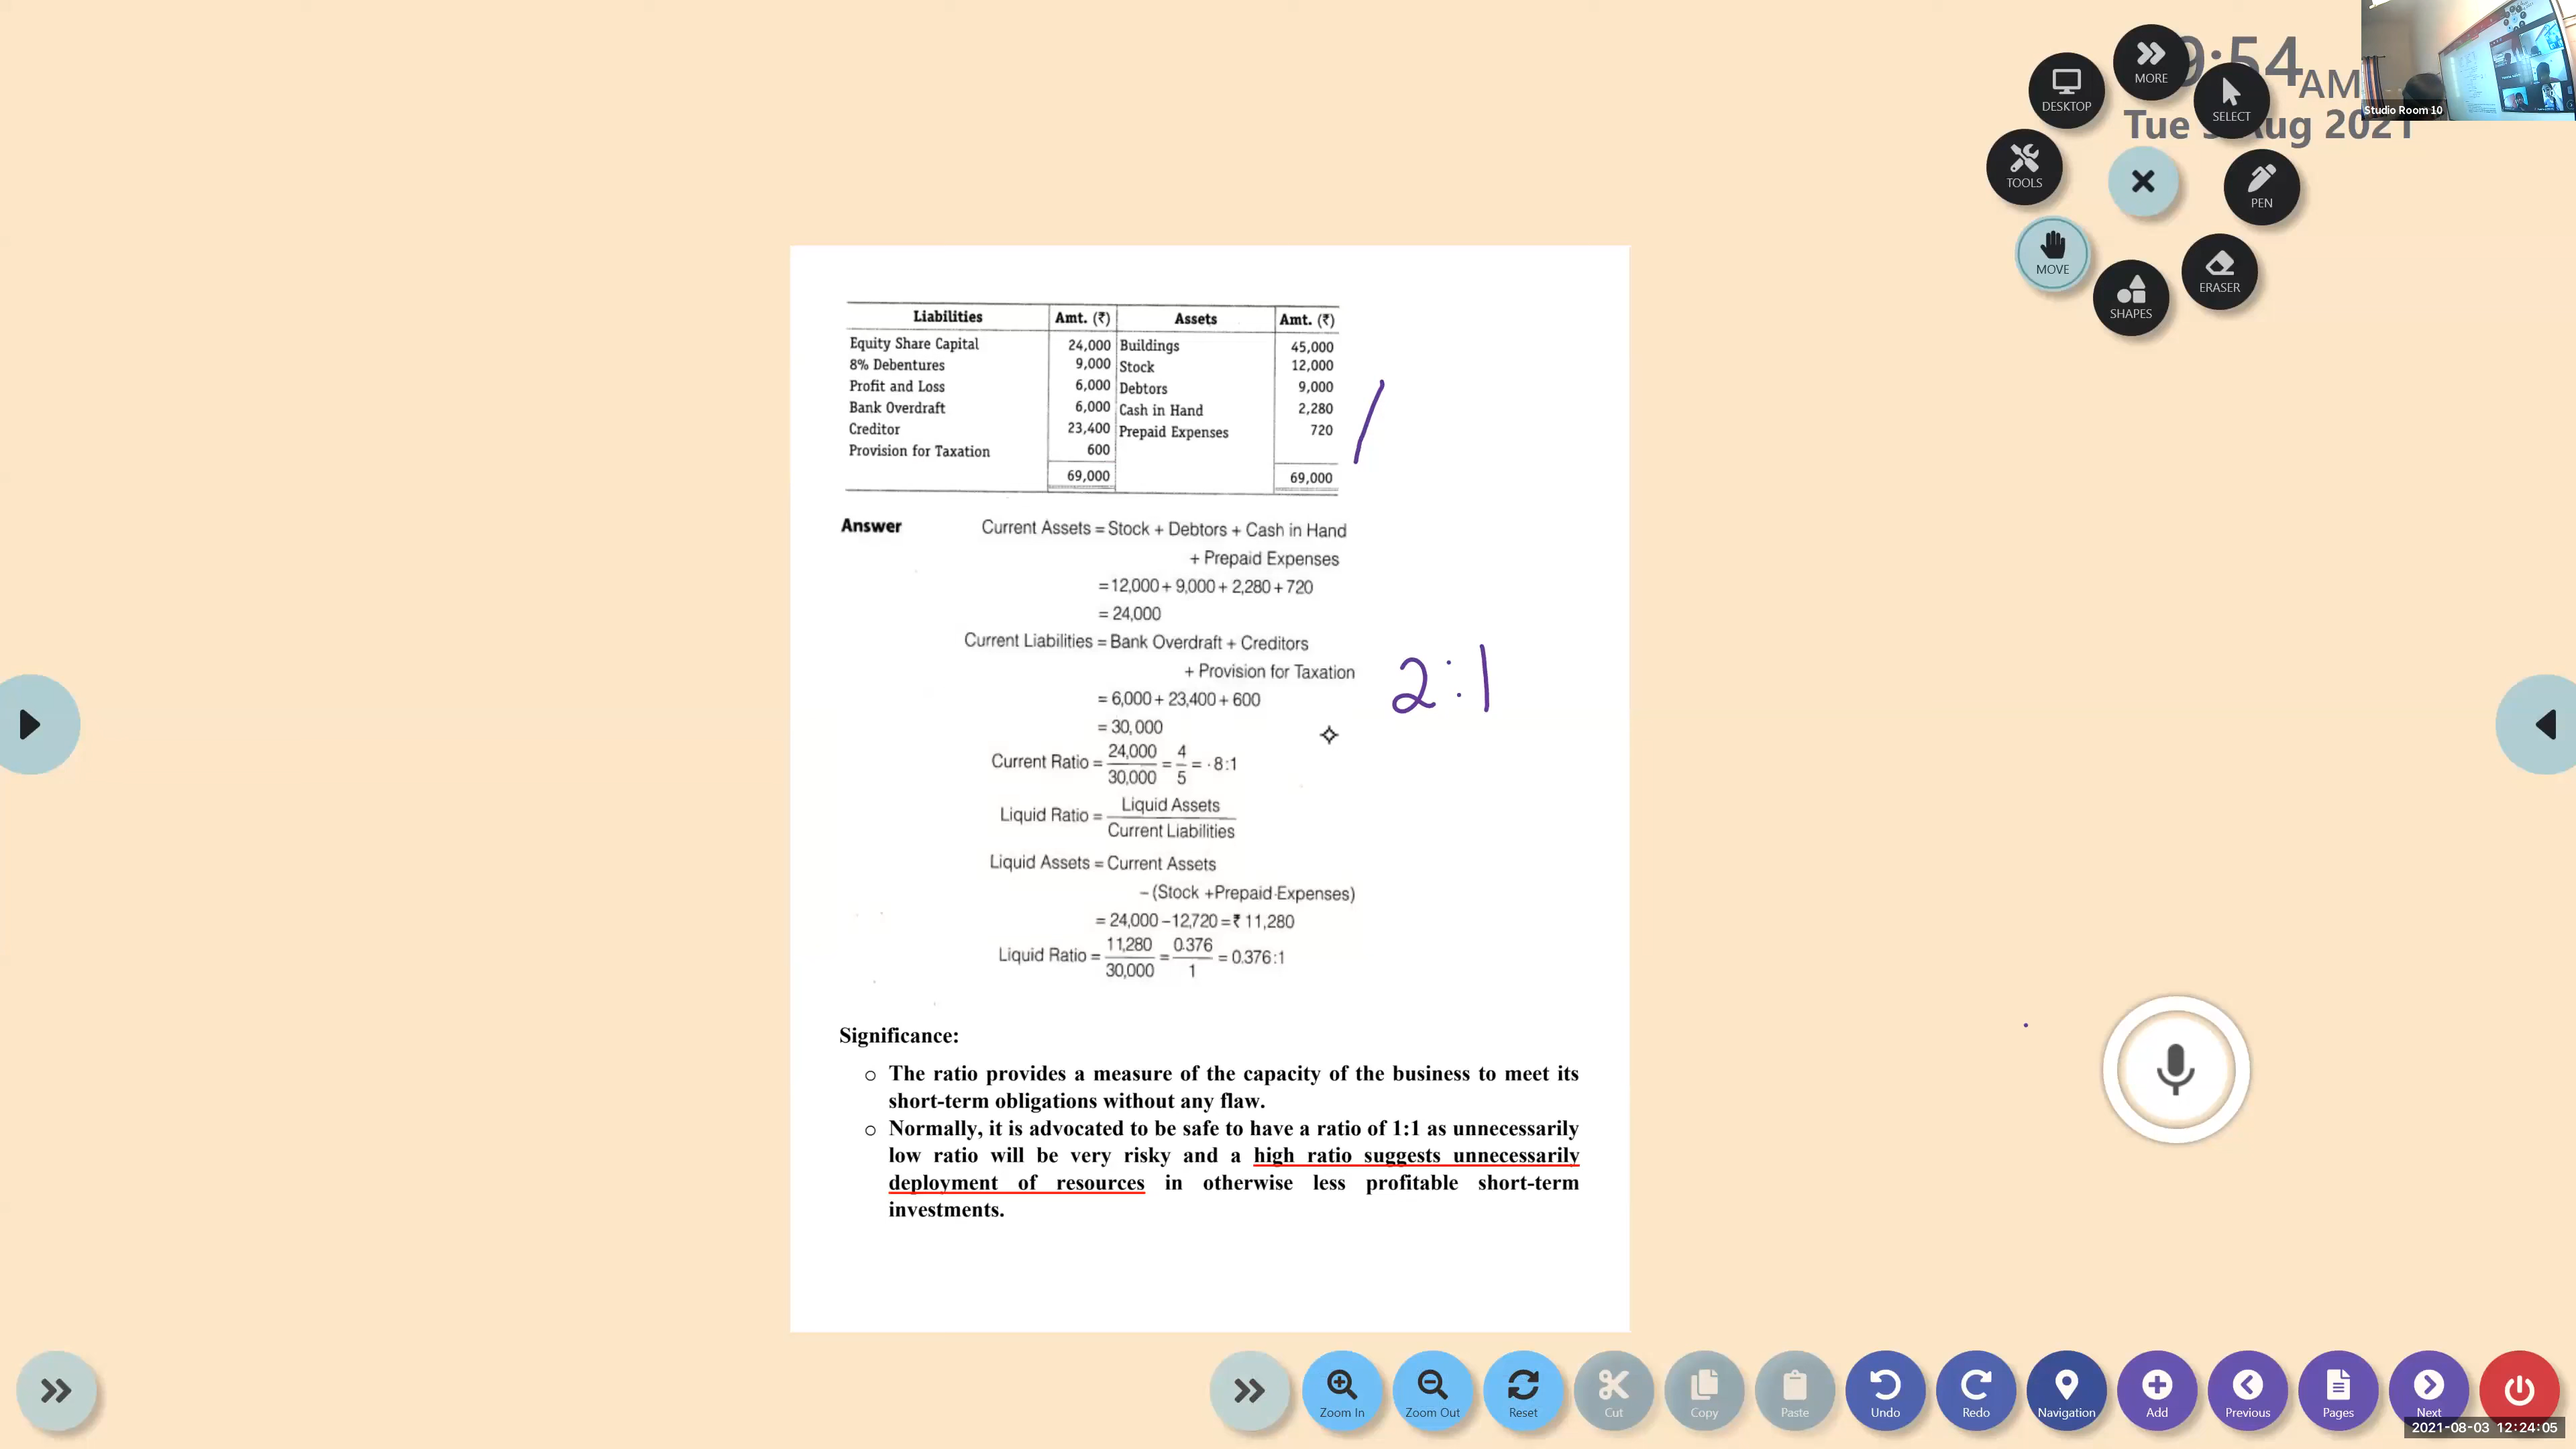 9:54 AM
Tue 3 Aug 2021
Studio Room 10
MORE
DESKTOP
SELECT
TOOLS
PEN
MOVE
ERASER
SHAPES
Liabilities Amt. (₹) Assets Amt. (₹)
Equity Share Capital 24,000 Buildings 45,000
8% Debentures 9,000 Stock 12,000
Profit and Loss 6,000 Debtors 9,000
Bank Overdraft 6,000 Cash in Hand 2,280
Creditor 23,400 Prepaid Expenses 720
Provision for Taxation 600
69,000 69,000
Answer Current Assets = Stock + Debtors + Cash in Hand
+ Prepaid Expenses
= 12,000 + 9,000 + 2,280 + 720
= 24,000
Current Liabilities = Bank Overdraft + Creditors
+ Provision for Taxation
2:1
= 6,000 + 23,400 + 600
= 30,000
Current Ratio = 24,000/30,000 = 4/5 = ·8:1
Liquid Ratio = Liquid Assets/Current Liabilities
Liquid Assets = Current Assets
– (Stock +Prepaid Expenses)
= 24,000 –12,720 = ₹ 11,280
Liquid Ratio = 11,280/30,000 = 0.376/1 = 0.376:1
Significance:
o The ratio provides a measure of the capacity of the business to meet its
short-term obligations without any flaw.
o Normally, it is advocated to be safe to have a ratio of 1:1 as unnecessarily
low ratio will be very risky and a high ratio suggests unnecessarily
deployment of resources in otherwise less profitable short-term
investments.
Zoom In Zoom Out Reset Cut Copy Paste Undo Redo Navigation Add Previous Pages Next
2021-08-03 12:24:05